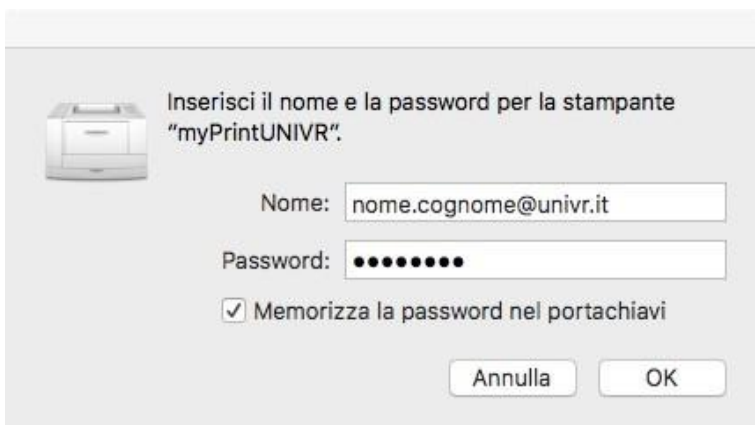 Inserisci il nome e la password per la stampante
“myPrintUNIVR”.
Nome: nome.cognome@univr.it
Password: ●●●●●●●●
Memorizza la password nel portachiavi
Annulla OK